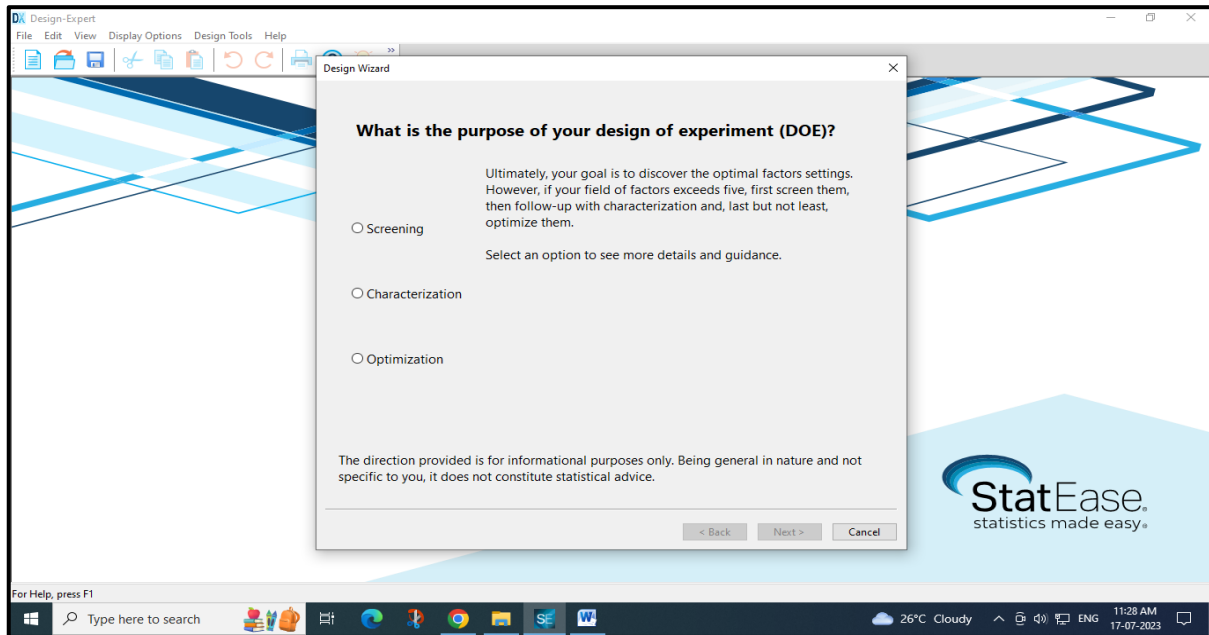 DX Design-Expert
File Edit View Display Options Design Tools Help
»
Design Wizard
What is the purpose of your design of experiment (DOE)?
Ultimately, your goal is to discover the optimal factors settings.
However, if your field of factors exceeds five, first screen them,
then follow-up with characterization and, last but not least,
optimize them.
Screening
Select an option to see more details and guidance.
Characterization
Optimization
The direction provided is for informational purposes only. Being general in nature and not
specific to you, it does not constitute statistical advice.
< Back Next > Cancel
StatEase®
statistics made easy®
For Help, press F1
Type here to search
SE
W
26°C Cloudy
ENG
11:28 AM
17-07-2023